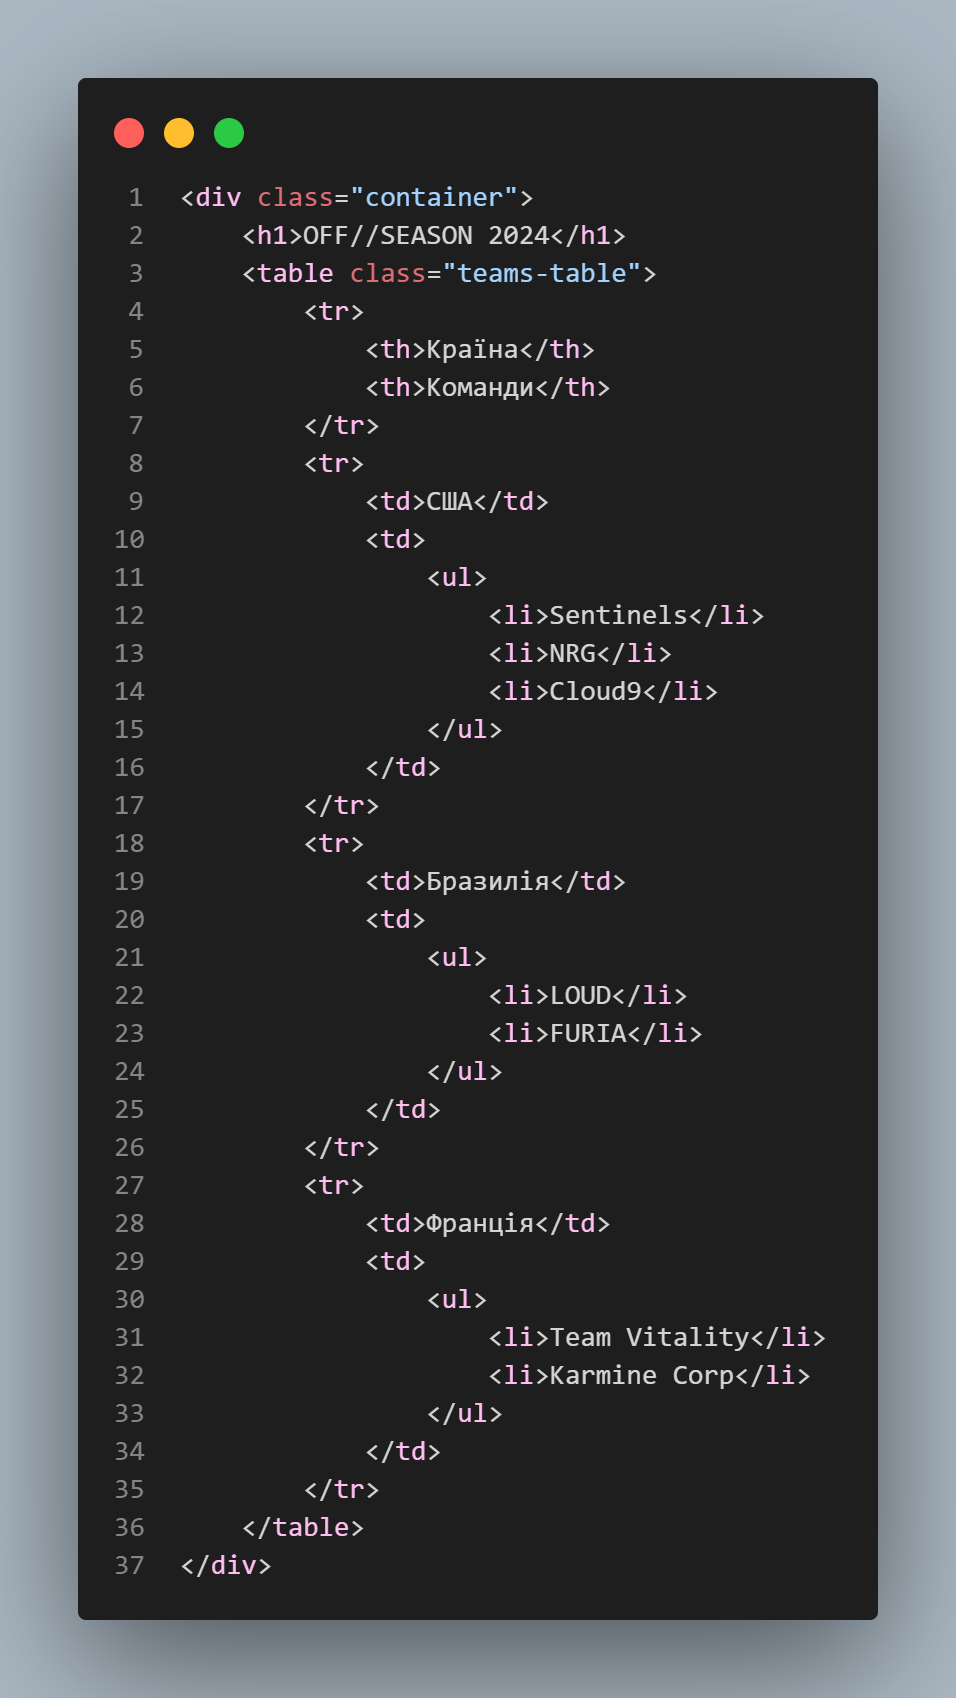 1 <div class="container">
2     <h1>OFF//SEASON 2024</h1>
3     <table class="teams-table">
4         <tr>
5             <th>Країна</th>
6             <th>Команди</th>
7         </tr>
8         <tr>
9             <td>США</td>
10             <td>
11                 <ul>
12                     <li>Sentinels</li>
13                     <li>NRG</li>
14                     <li>Cloud9</li>
15                 </ul>
16             </td>
17         </tr>
18         <tr>
19             <td>Бразилія</td>
20             <td>
21                 <ul>
22                     <li>LOUD</li>
23                     <li>FURIA</li>
24                 </ul>
25             </td>
26         </tr>
27         <tr>
28             <td>Франція</td>
29             <td>
30                 <ul>
31                     <li>Team Vitality</li>
32                     <li>Karmine Corp</li>
33                 </ul>
34             </td>
35         </tr>
36     </table>
37 </div>